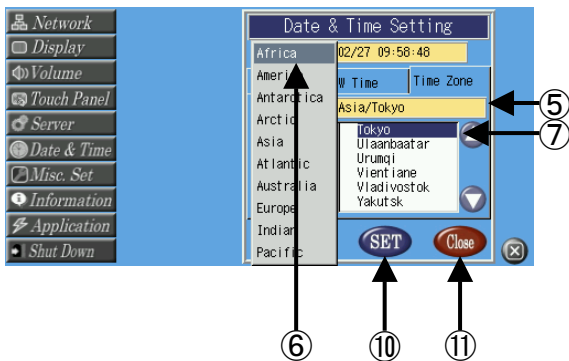 Network
Display
Volume
Touch Panel
Server
Date & Time
Misc. Set
Information
Application
Shut Down
Date & Time Setting
02/27 09:58:48
W Time
Time Zone
Asia/Tokyo
Africa
America
Antarctica
Arctic
Asia
Atlantic
Australia
Europe
Indian
Pacific
Tokyo
Ulaanbaatar
Urumqi
Vientiane
Vladivostok
Yakutsk
SET
Close
⑤
⑦
⑥
⑩
⑪